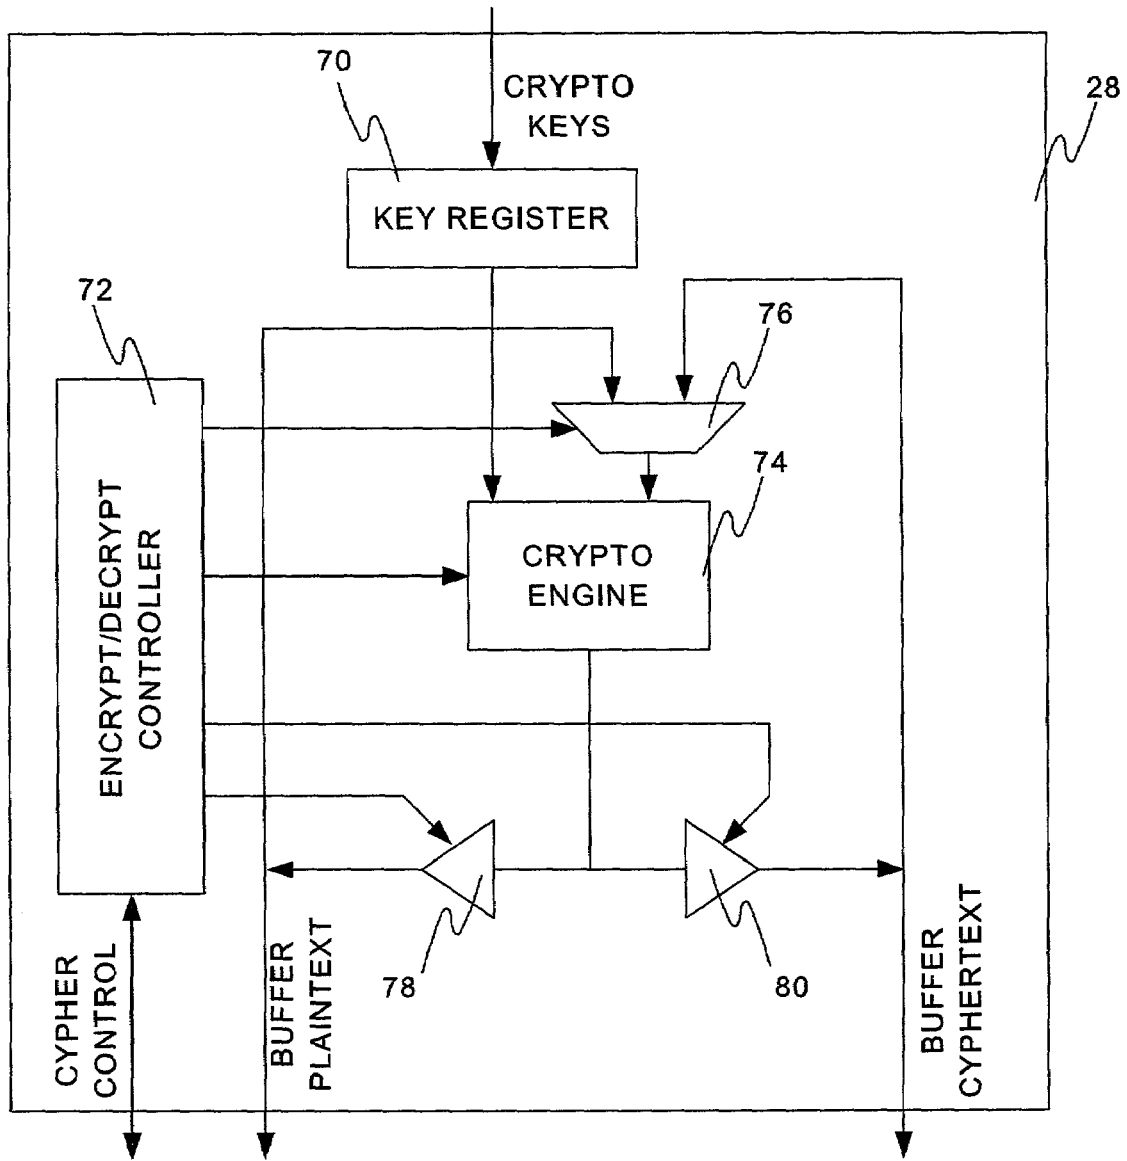 70
CRYPTO
KEYS
28
KEY REGISTER
72
76
74
CRYPTO
ENGINE
ENCRYPT/DECRYPT
CONTROLLER
78
80
CYPHER
CONTROL
BUFFER
PLAINTEXT
BUFFER
CYPHERTEXT